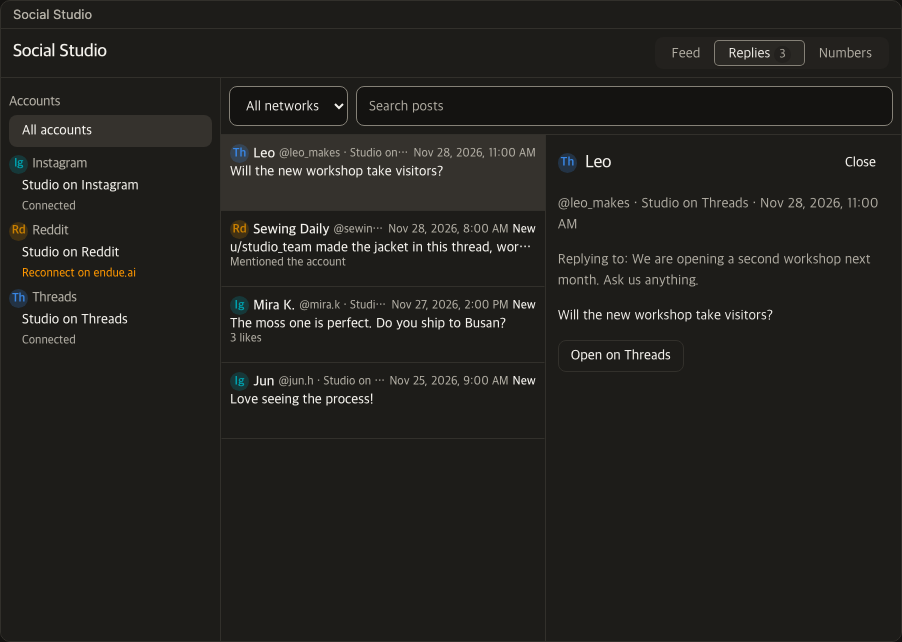 Social Studio
Social Studio
Feed
Replies 3
Numbers
Accounts
All accounts
Ig Instagram
Studio on Instagram
Connected
Rd Reddit
Studio on Reddit
Reconnect on endue.ai
Th Threads
Studio on Threads
Connected
All networks
Search posts
Th Leo @leo_makes · Studio on··· Nov 28, 2026, 11:00 AM
Will the new workshop take visitors?
Rd Sewing Daily @sewin··· Nov 28, 2026, 8:00 AM New
u/studio_team made the jacket in this thread, wor···
Mentioned the account
Ig Mira K. @mira.k · Studi··· Nov 27, 2026, 2:00 PM New
The moss one is perfect. Do you ship to Busan?
3 likes
Ig Jun @jun.h · Studio on ··· Nov 25, 2026, 9:00 AM New
Love seeing the process!
Th Leo
Close
@leo_makes · Studio on Threads · Nov 28, 2026, 11:00
AM
Replying to: We are opening a second workshop next
month. Ask us anything.
Will the new workshop take visitors?
Open on Threads